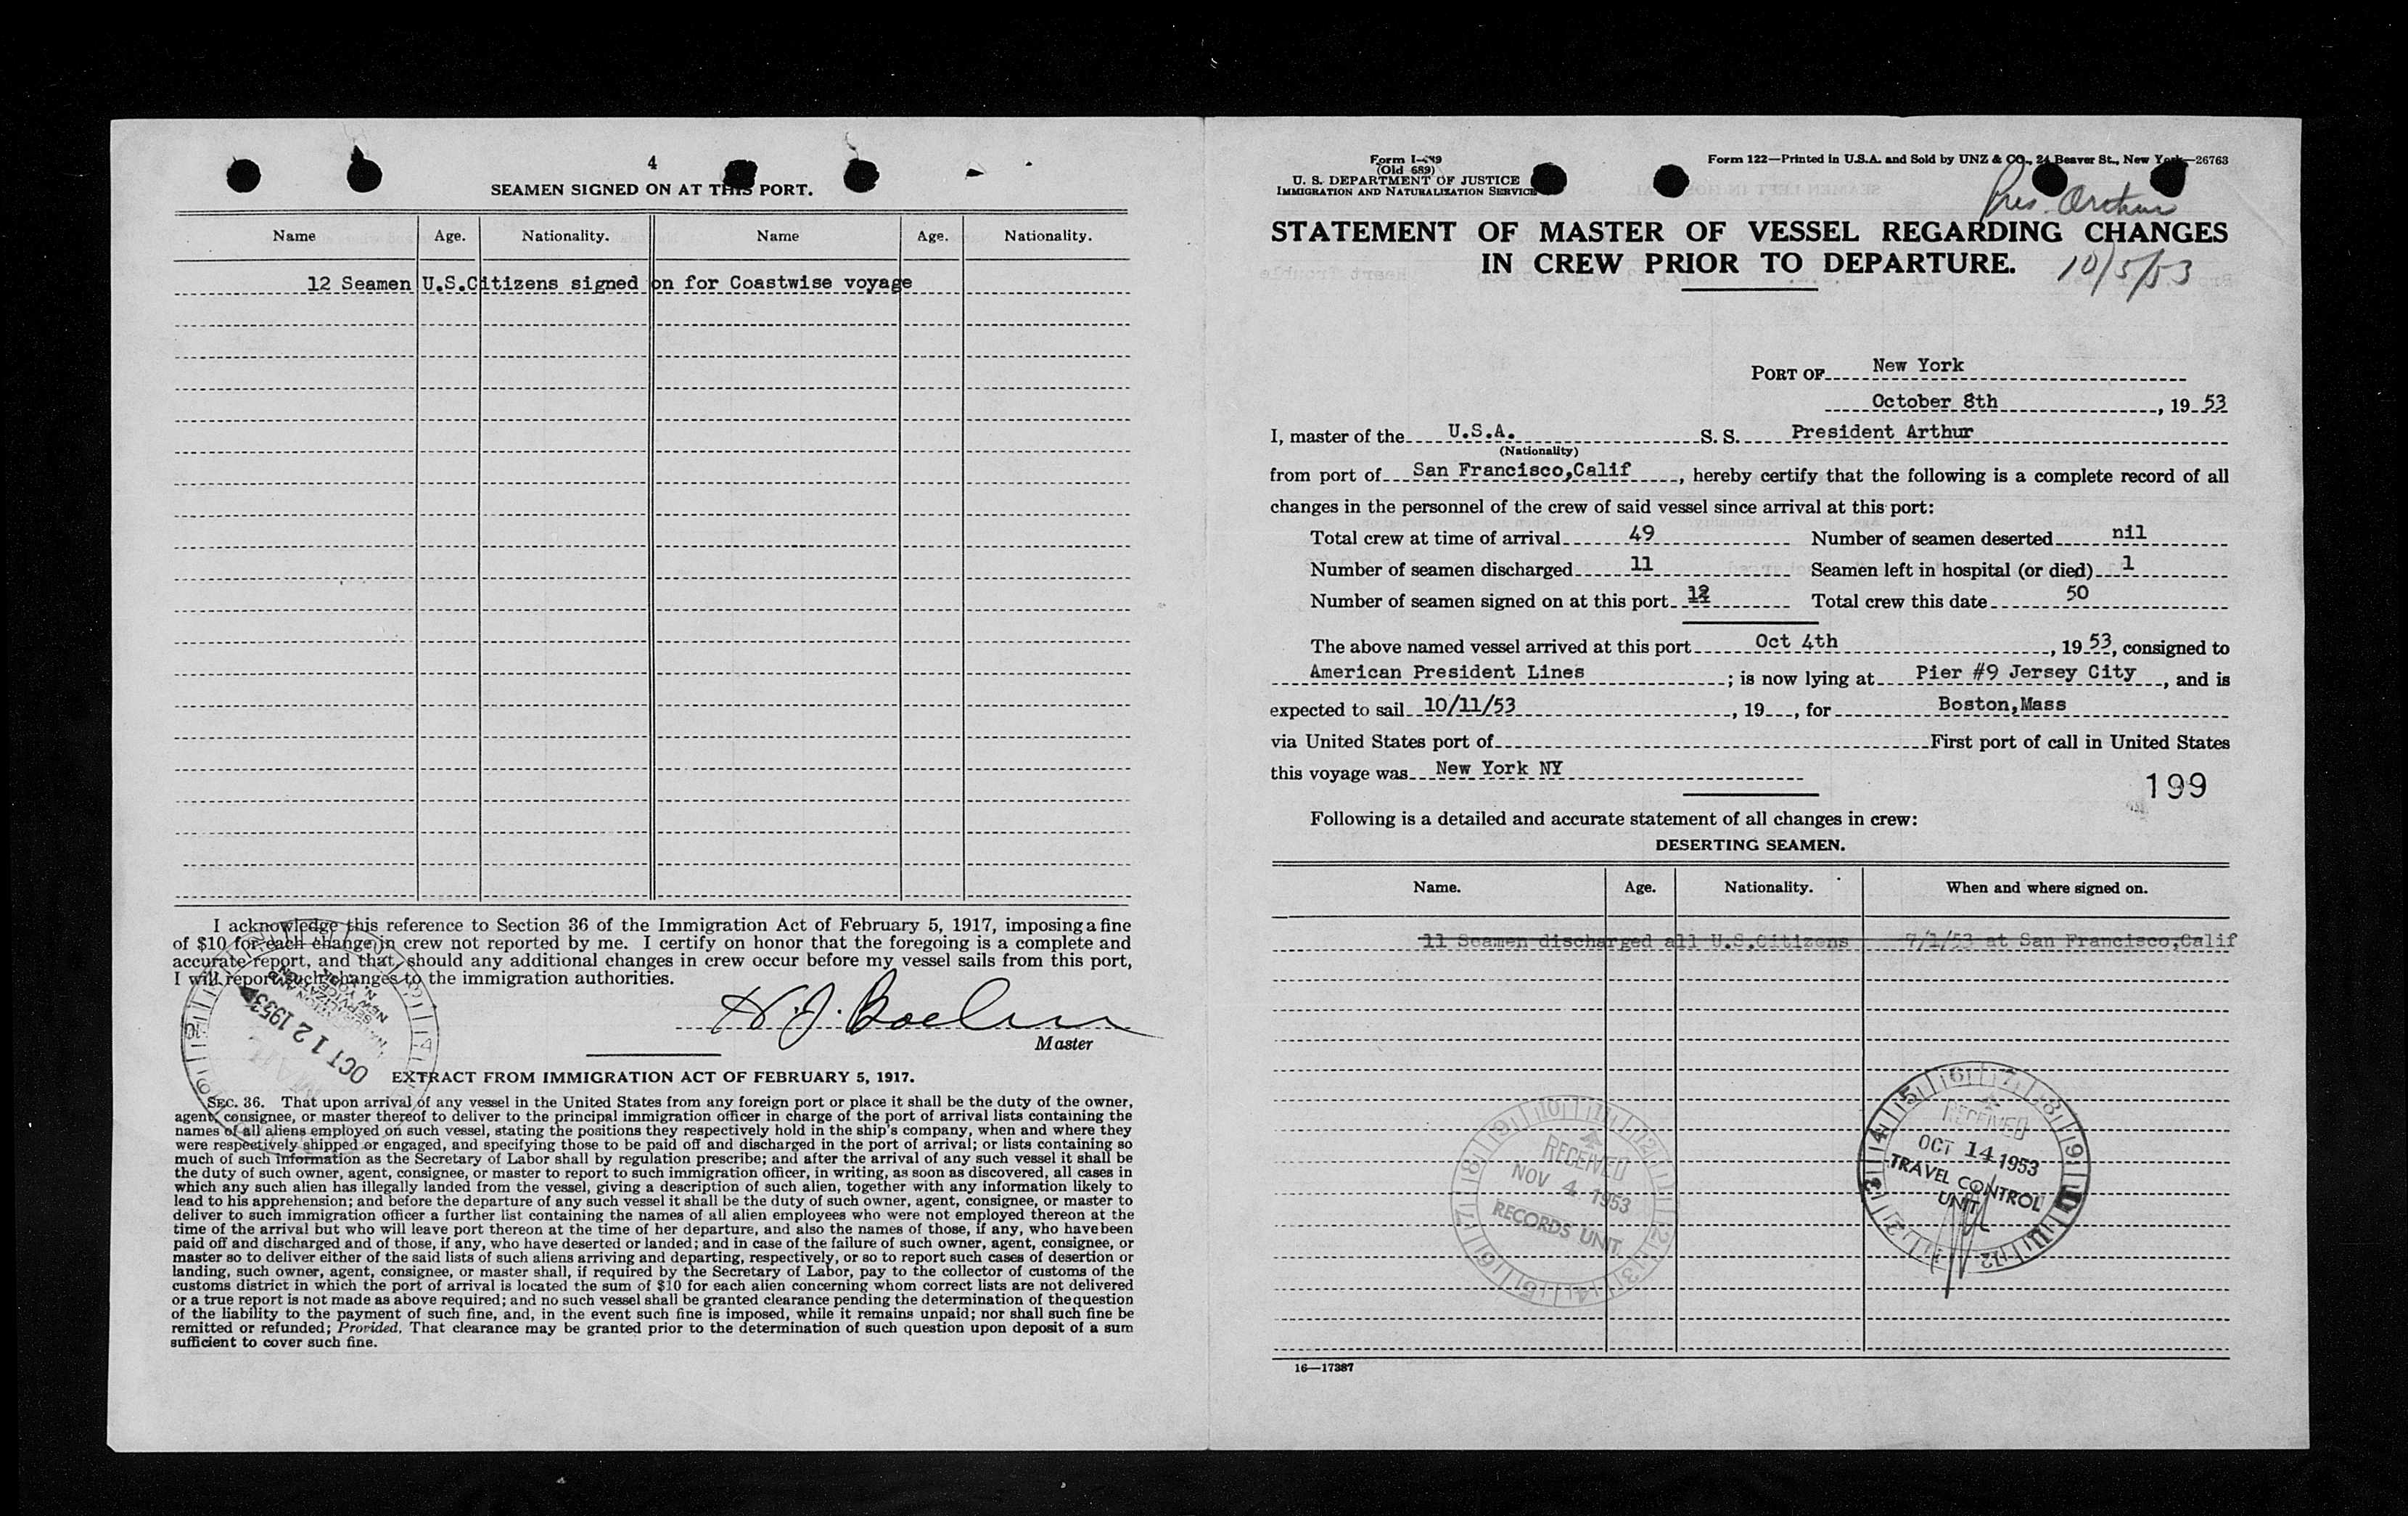 4
SEAMEN SIGNED ON AT THIS PORT.
Name Age. Nationality. Name Age. Nationality.
12 Seamen U.S.Citizens signed on for Coastwise voyage
I acknowledge this reference to Section 36 of the Immigration Act of February 5, 1917, imposing a fine
of $10 for each change in crew not reported by me. I certify on honor that the foregoing is a complete and
accurate report, and that, should any additional changes in crew occur before my vessel sails from this port,
I will report such changes to the immigration authorities.
OCT 12 1953
Master
EXTRACT FROM IMMIGRATION ACT OF FEBRUARY 5, 1917.
SEC. 36. That upon arrival of any vessel in the United States from any foreign port or place it shall be the duty of the owner,
agent, consignee, or master thereof to deliver to the principal immigration officer in charge of the port of arrival lists containing the
names of all aliens employed on such vessel, stating the positions they respectively hold in the ship's company, when and where they
were respectively shipped or engaged, and specifying those to be paid off and discharged in the port of arrival; or lists containing so
much of such information as the Secretary of Labor shall by regulation prescribe; and after the arrival of any such vessel it shall be
the duty of such owner, agent, consignee, or master to report to such immigration officer, in writing, as soon as discovered, all cases in
which any such alien has illegally landed from the vessel, giving a description of such alien, together with any information likely to
lead to his apprehension; and before the departure of any such vessel it shall be the duty of such owner, agent, consignee, or master to
deliver to such immigration officer a further list containing the names of all alien employees who were not employed thereon at the
time of the arrival but who will leave port thereon at the time of her departure, and also the names of those, if any, who have been
paid off and discharged and of those, if any, who have deserted or landed; and in case of the failure of such owner, agent, consignee, or
master so to deliver either of the said lists of such aliens arriving and departing, respectively, or so to report such cases of desertion or
landing, such owner, agent, consignee, or master shall, if required by the Secretary of Labor, pay to the collector of customs of the
customs district in which the port of arrival is located the sum of $10 for each alien concerning whom correct lists are not delivered
or a true report is not made as above required; and no such vessel shall be granted clearance pending the determination of the question
of the liability to the payment of such fine, and, in the event such fine is imposed, while it remains unpaid; nor shall such fine be
remitted or refunded; Provided, That clearance may be granted prior to the determination of such question upon deposit of a sum
sufficient to cover such fine.
Form I-489
(Old 689)
U. S. DEPARTMENT OF JUSTICE
IMMIGRATION AND NATURALIZATION SERVICE
Form 122—Printed in U.S.A. and Sold by UNZ & CO., 24 Beaver St., New York—26763
Pres. Arthur
STATEMENT OF MASTER OF VESSEL REGARDING CHANGES
IN CREW PRIOR TO DEPARTURE.
10/5/53
PORT OF New York
October 8th, 19 53
I, master of the U.S.A. S. S. President Arthur
(Nationality)
from port of San Francisco,Calif, hereby certify that the following is a complete record of all
changes in the personnel of the crew of said vessel since arrival at this port:
Total crew at time of arrival 49 Number of seamen deserted nil
Number of seamen discharged 11 Seamen left in hospital (or died) 1
Number of seamen signed on at this port 12 Total crew this date 50
The above named vessel arrived at this port Oct 4th, 19 53, consigned to
American President Lines; is now lying at Pier #9 Jersey City, and is
expected to sail 10/11/53, 19, for Boston,Mass
via United States port of First port of call in United States
this voyage was New York NY
199
Following is a detailed and accurate statement of all changes in crew:
DESERTING SEAMEN.
Name. Age. Nationality. When and where signed on.
11 Seamen discharged all U.S.Citizens 7/1/53 at San Francisco,Calif
RECEIVED
NOV 4 1953
RECORDS UNIT
RECEIVED
OCT 14 1953
TRAVEL CONTROL
UNIT
16—17387